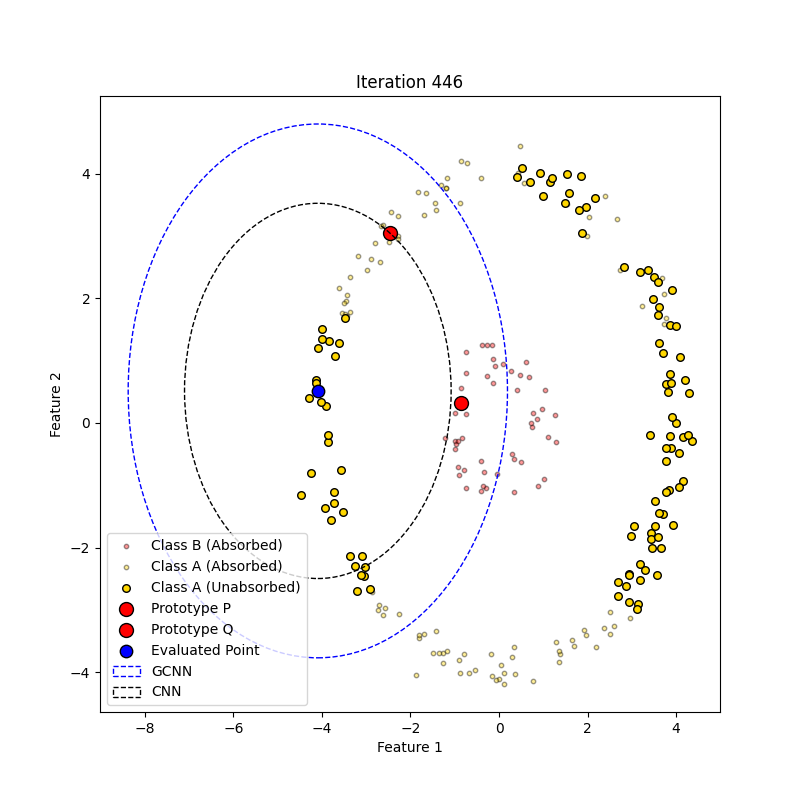 Iteration 446
Feature 2
4
2
0
−2
−4
Class B (Absorbed)
Class A (Absorbed)
Class A (Unabsorbed)
Prototype P
Prototype Q
Evaluated Point
GCNN
CNN
−8 −6 −4 −2 0 2 4
Feature 1